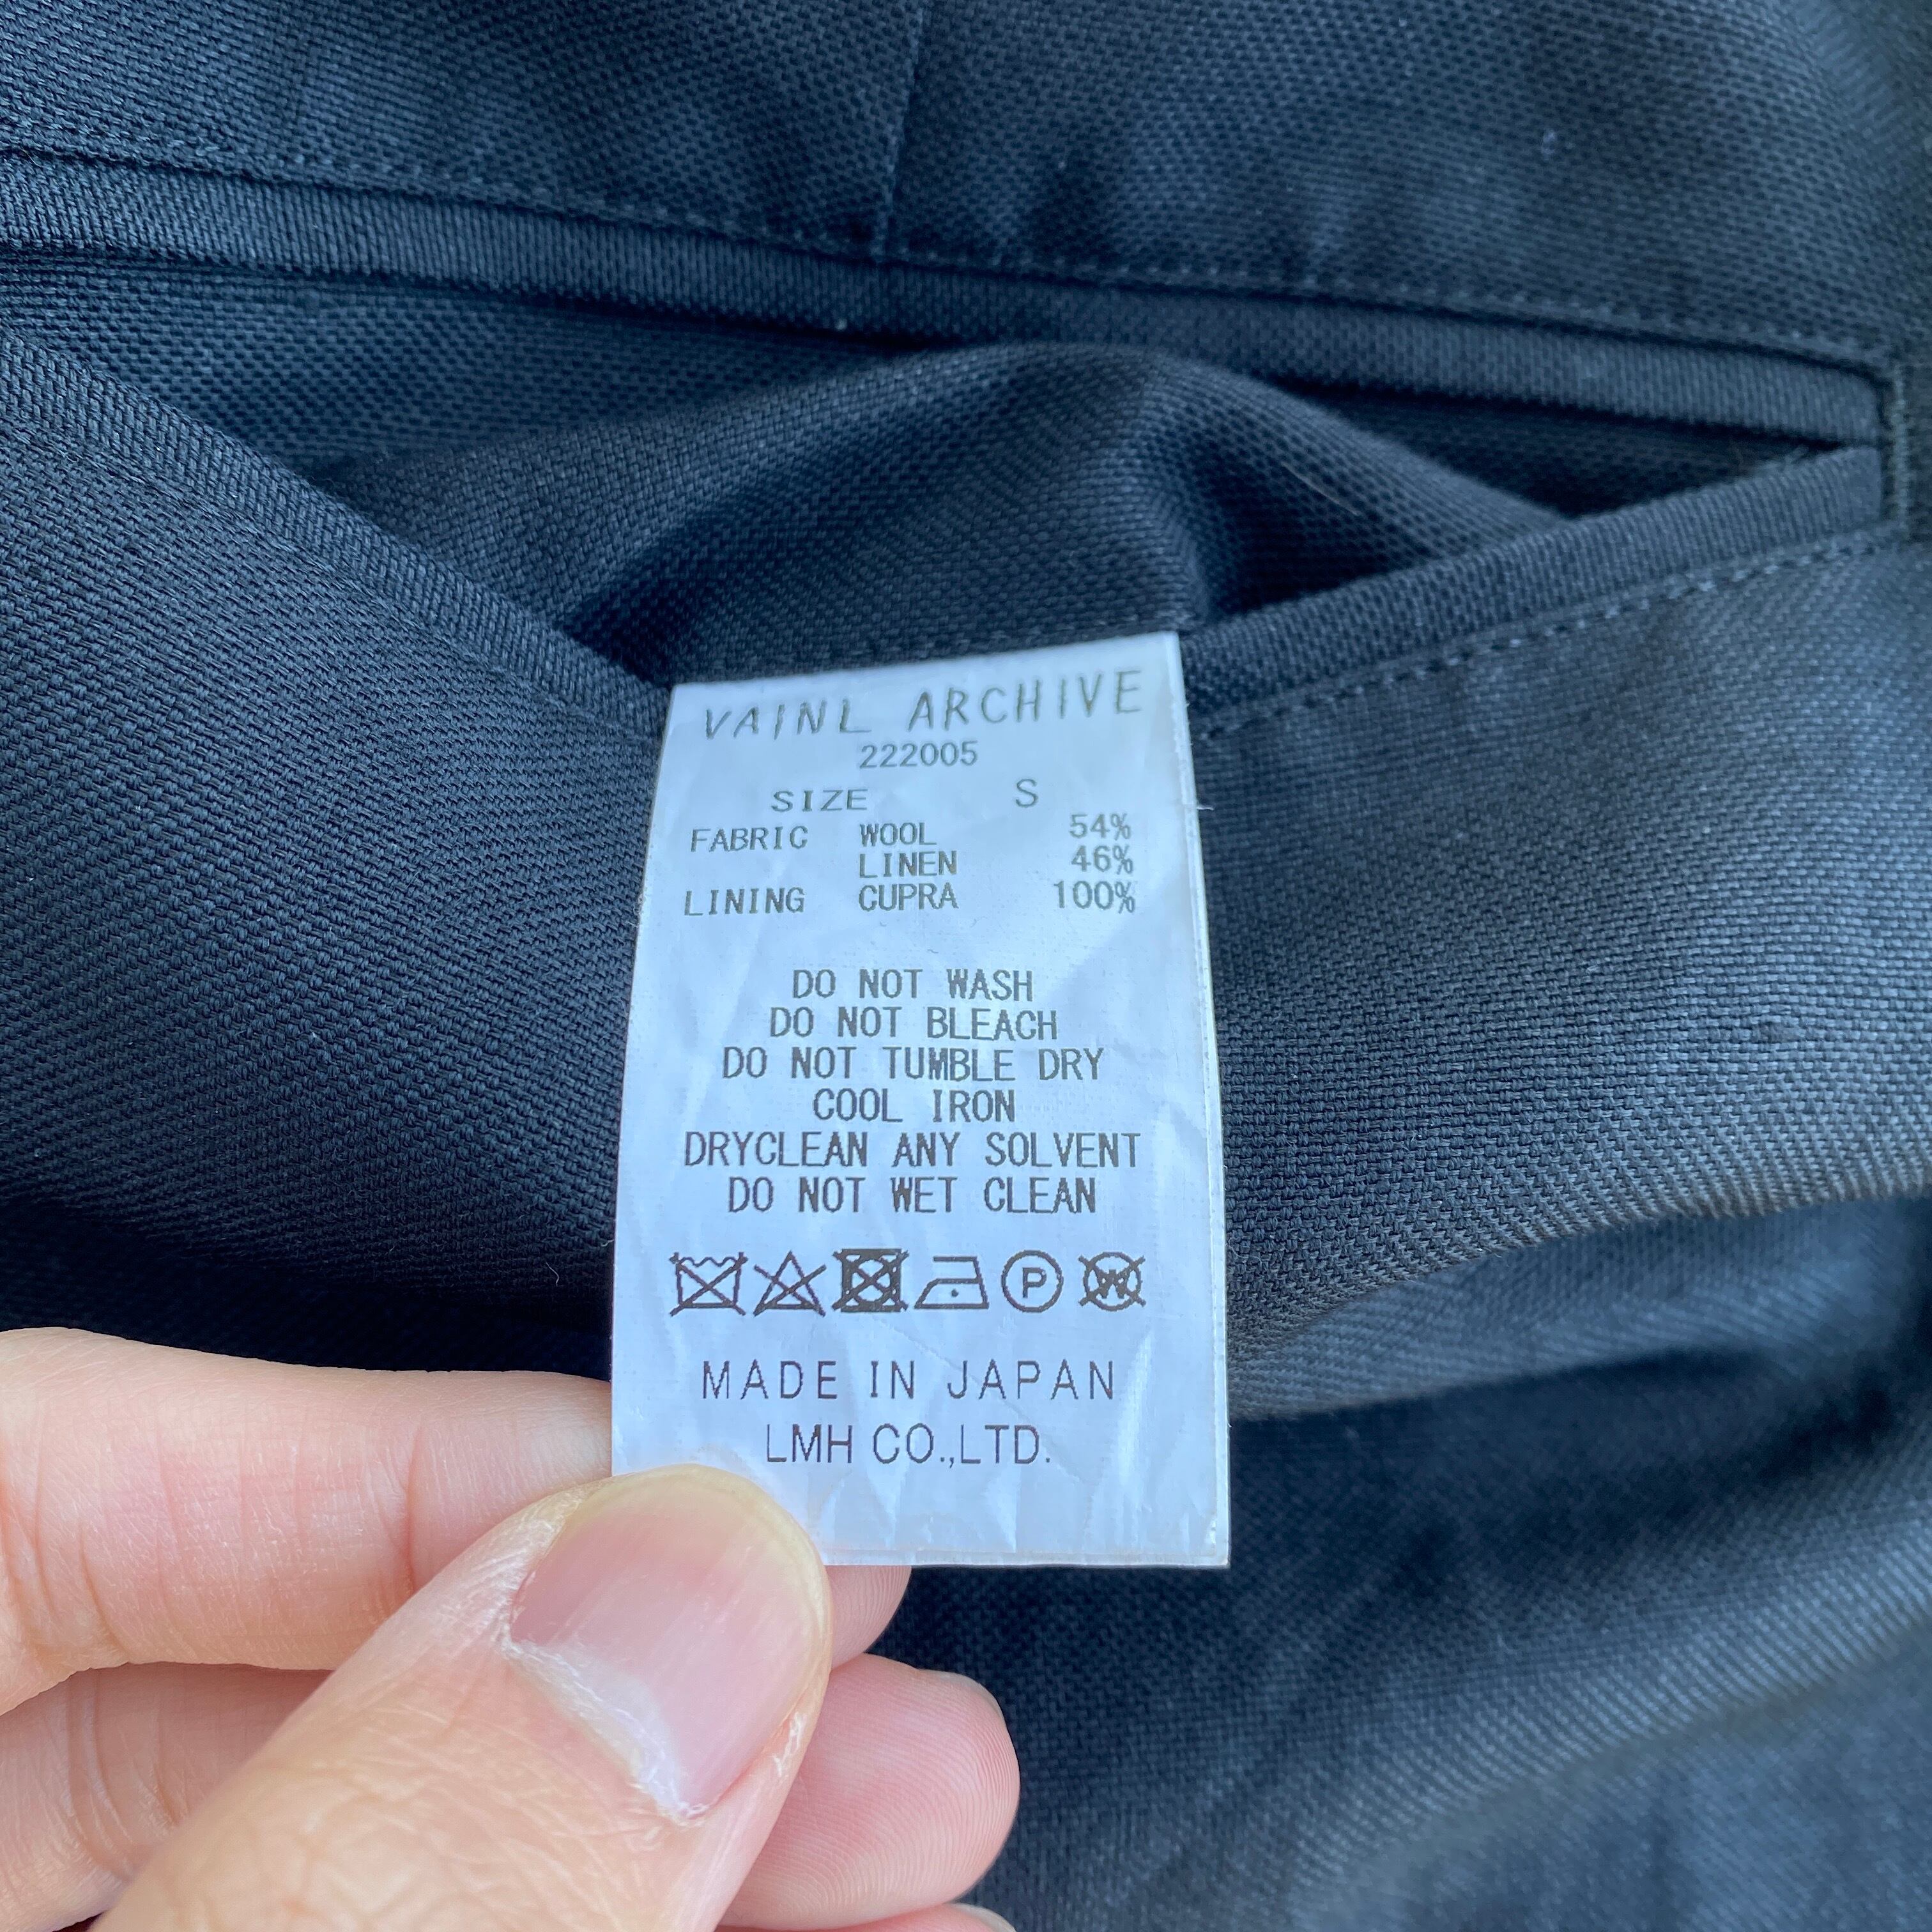 VAINL ARCHIVE
222005
SIZE S
FABRIC WOOL 54%
LINEN 46%
LINING CUPRA 100%
DO NOT WASH
DO NOT BLEACH
DO NOT TUMBLE DRY
COOL IRON
DRYCLEAN ANY SOLVENT
DO NOT WET CLEAN
P W
MADE IN JAPAN
LMH CO.,LTD.